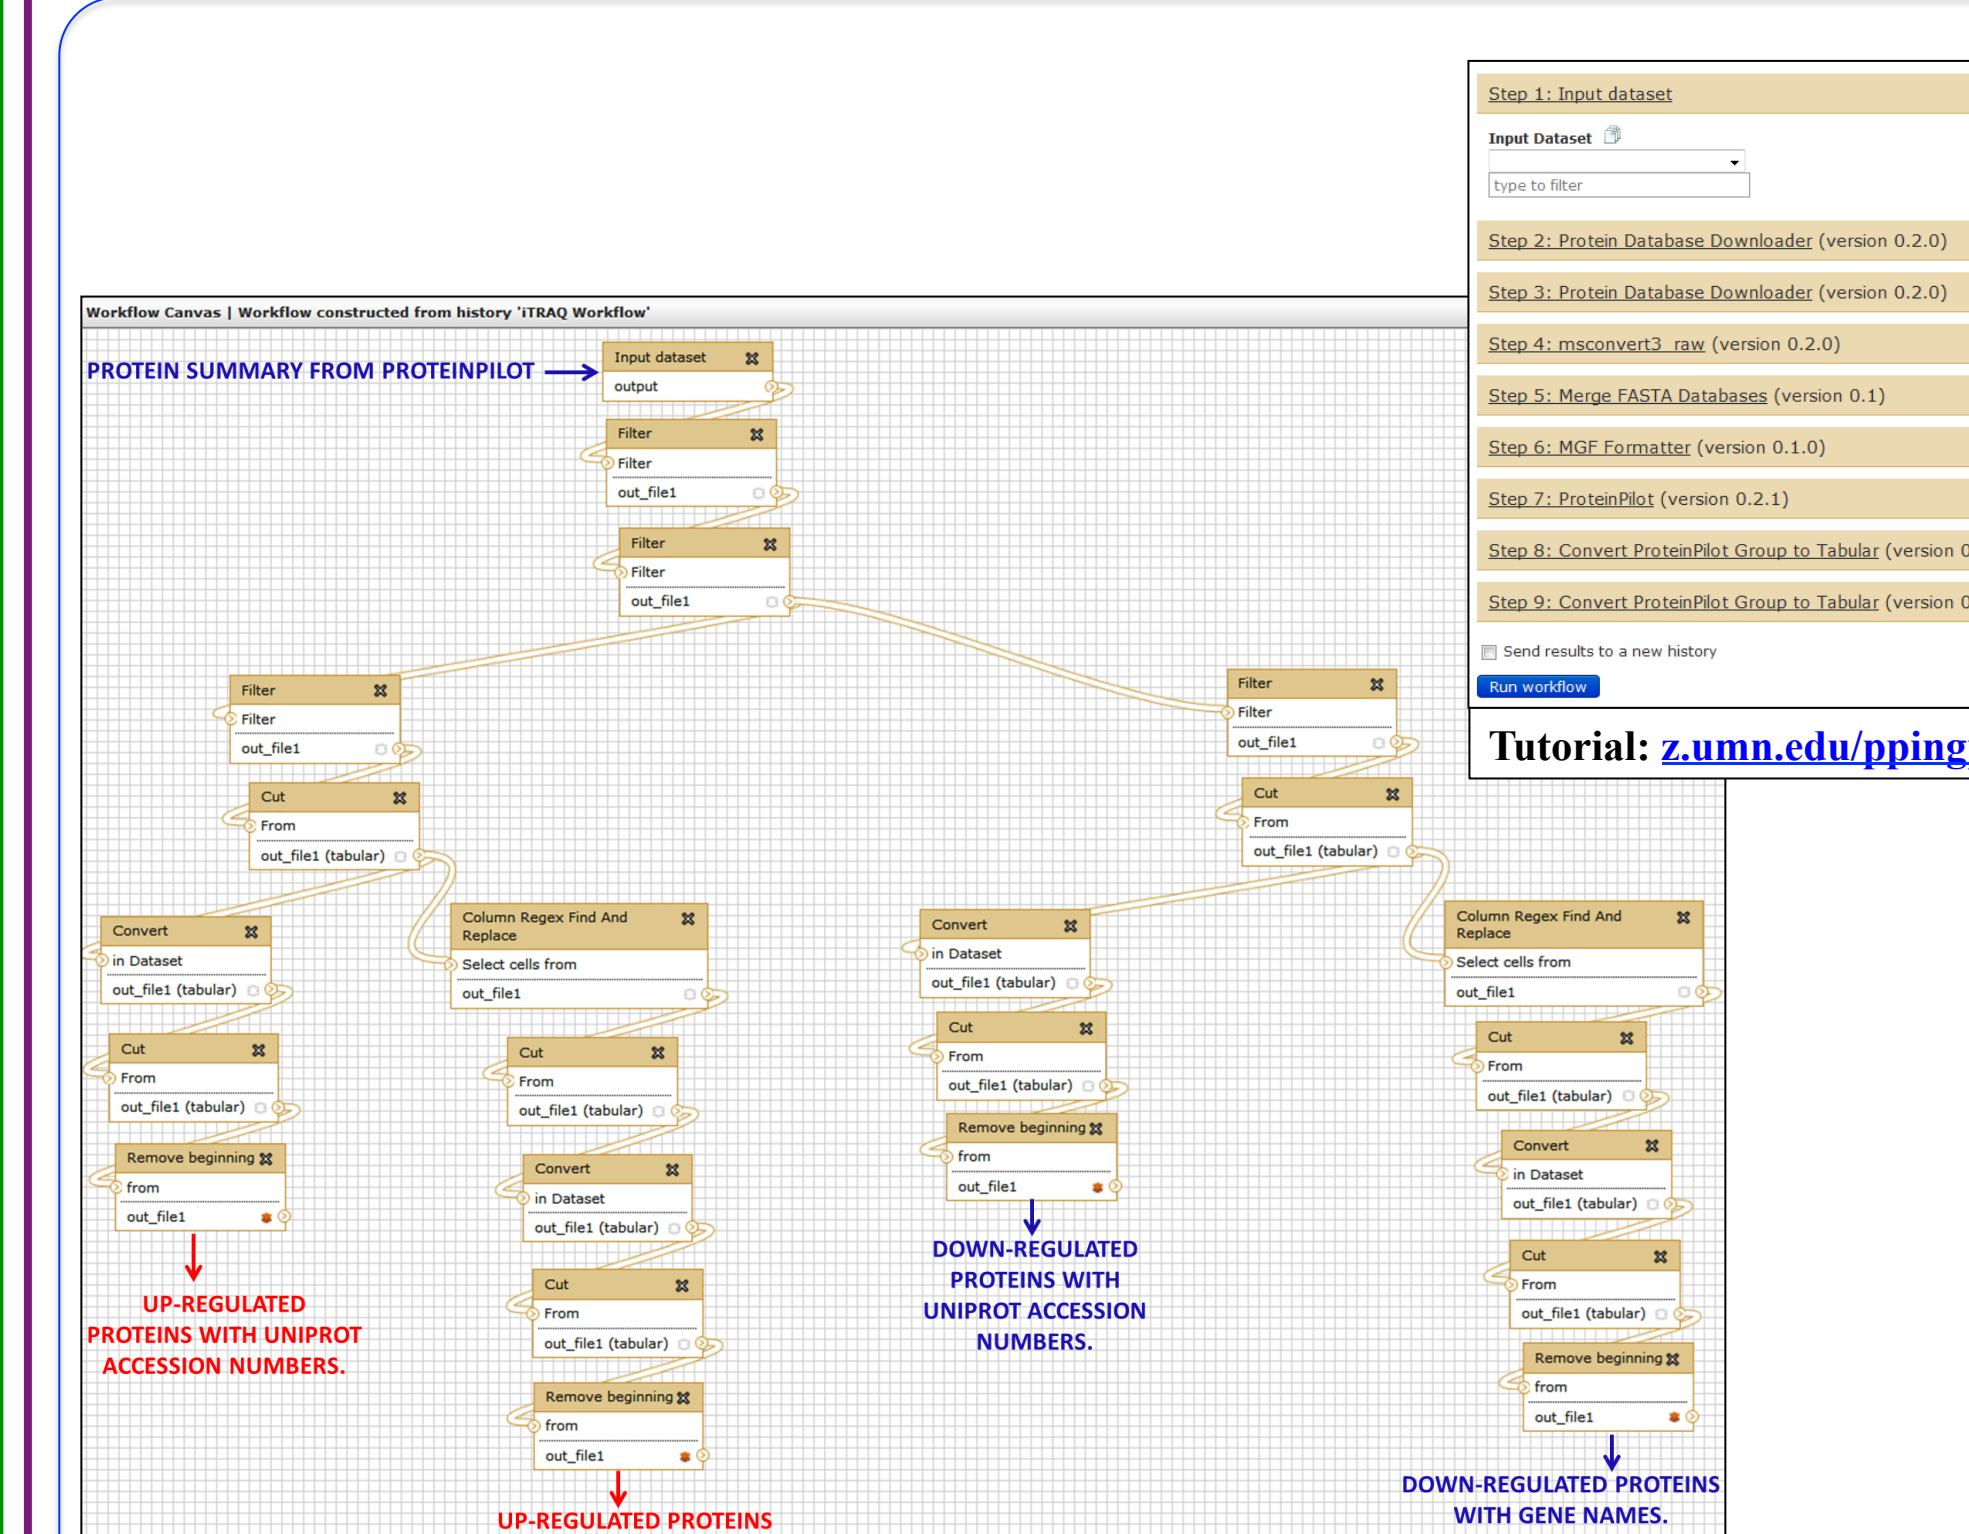 Step 1: Input dataset
Input Dataset
type to filter
Step 2: Protein Database Downloader (version 0.2.0)
Step 3: Protein Database Downloader (version 0.2.0)
Step 4: msconvert3_raw (version 0.2.0)
Step 5: Merge FASTA Databases (version 0.1)
Step 6: MGF Formatter (version 0.1.0)
Step 7: ProteinPilot (version 0.2.1)
Step 8: Convert ProteinPilot Group to Tabular (version 0
Step 9: Convert ProteinPilot Group to Tabular (version 0
Send results to a new history
Run workflow
Tutorial: z.umn.edu/pping
Workflow Canvas | Workflow constructed from history 'iTRAQ Workflow'
PROTEIN SUMMARY FROM PROTEINPILOT
Input dataset
output
Filter
Filter
out_file1
Filter
Filter
out_file1
Filter
Filter
out_file1
Cut
From
out_file1 (tabular)
Convert
in Dataset
out_file1 (tabular)
Cut
From
out_file1 (tabular)
Remove beginning
from
out_file1
UP-REGULATED
PROTEINS WITH UNIPROT
ACCESSION NUMBERS.
Column Regex Find And
Replace
Select cells from
out_file1
Cut
From
out_file1 (tabular)
Convert
in Dataset
out_file1 (tabular)
Cut
From
out_file1 (tabular)
Remove beginning
from
out_file1
UP-REGULATED PROTEINS
Filter
Filter
out_file1
Cut
From
out_file1 (tabular)
Convert
in Dataset
out_file1 (tabular)
Cut
From
out_file1 (tabular)
Remove beginning
from
out_file1
DOWN-REGULATED
PROTEINS WITH
UNIPROT ACCESSION
NUMBERS.
Column Regex Find And
Replace
Select cells from
out_file1
Cut
From
out_file1 (tabular)
Convert
in Dataset
out_file1 (tabular)
Cut
From
out_file1 (tabular)
Remove beginning
from
out_file1
DOWN-REGULATED PROTEINS
WITH GENE NAMES.